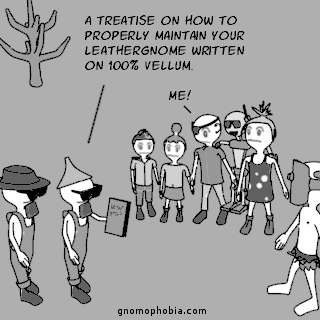 A TREATISE ON HOW TO
PROPERLY MAINTAIN YOUR
LEATHERGNOME WRITTEN
ON 100% VELLUM.
ME!
gnomophobia.com